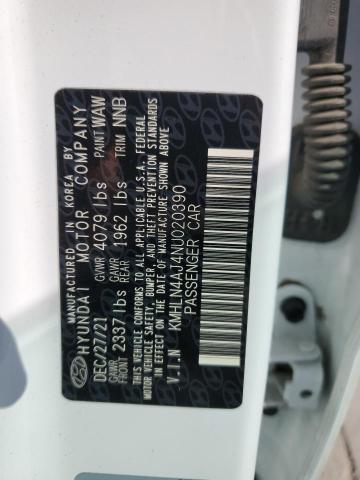 MANUFACTURED IN KOREA BY
HYUNDAI MOTOR COMPANY
DEC/27/21 GVWR 4079 lbs PAINT WAW
GAWR FRONT 2337 lbs GAWR REAR 1962 lbs TRIM NNB
THIS VEHICLE CONFORMS TO ALL APPLICABLE U.S.A. FEDERAL
MOTOR VEHICLE SAFETY, BUMPER, AND THEFT PREVENTION STANDARDS
IN EFFECT ON THE DATE OF MANUFACTURE SHOWN ABOVE
V.I.N KMHLN4AJ4NU020390
PASSENGER CAR